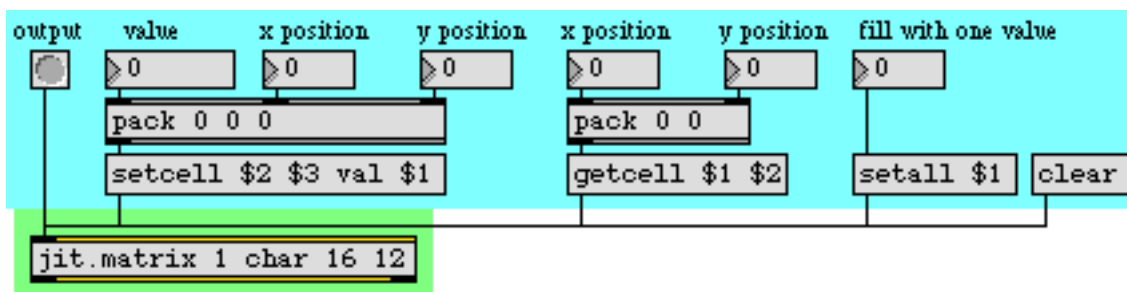 output value x position y position x position y position fill with one value
0 0 0 0 0 0
pack 0 0 0 pack 0 0
setcell $2 $3 val $1 getcell $1 $2 setall $1 clear
jit.matrix 1 char 16 12